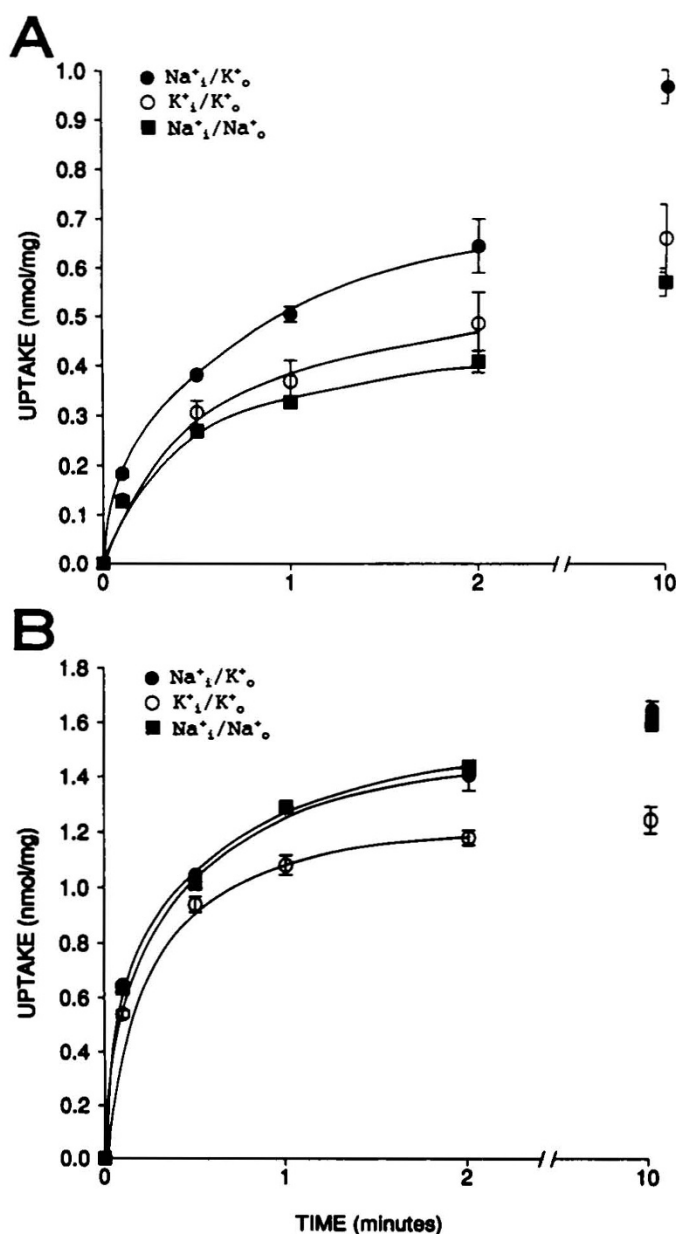 A
Na⁺ᵢ/K⁺ₒ
K⁺ᵢ/K⁺ₒ
Na⁺ᵢ/Na⁺ₒ
1.0
0.9
0.8
0.7
0.6
0.5
0.4
0.3
0.2
0.1
0.0
UPTAKE (nmol/mg)
0 1 2 10
B
Na⁺ᵢ/K⁺ₒ
K⁺ᵢ/K⁺ₒ
Na⁺ᵢ/Na⁺ₒ
1.8
1.6
1.4
1.2
1.0
0.8
0.6
0.4
0.2
0.0
UPTAKE (nmol/mg)
0 1 2 10
TIME (minutes)